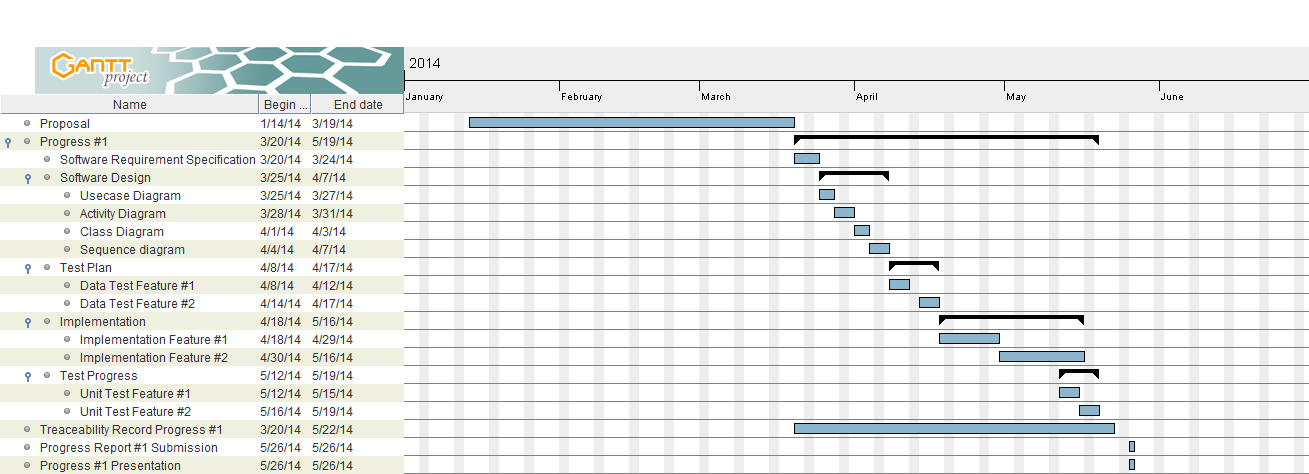 GANTT
project
2014
January February March April May June
Name Begin ... End date
Proposal 1/14/14 3/19/14
Progress #1 3/20/14 5/19/14
Software Requirement Specification 3/20/14 3/24/14
Software Design 3/25/14 4/7/14
Usecase Diagram 3/25/14 3/27/14
Activity Diagram 3/28/14 3/31/14
Class Diagram 4/1/14 4/3/14
Sequence diagram 4/4/14 4/7/14
Test Plan 4/8/14 4/17/14
Data Test Feature #1 4/8/14 4/12/14
Data Test Feature #2 4/14/14 4/17/14
Implementation 4/18/14 5/16/14
Implementation Feature #1 4/18/14 4/29/14
Implementation Feature #2 4/30/14 5/16/14
Test Progress 5/12/14 5/19/14
Unit Test Feature #1 5/12/14 5/15/14
Unit Test Feature #2 5/16/14 5/19/14
Treaceability Record Progress #1 3/20/14 5/22/14
Progress Report #1 Submission 5/26/14 5/26/14
Progress #1 Presentation 5/26/14 5/26/14